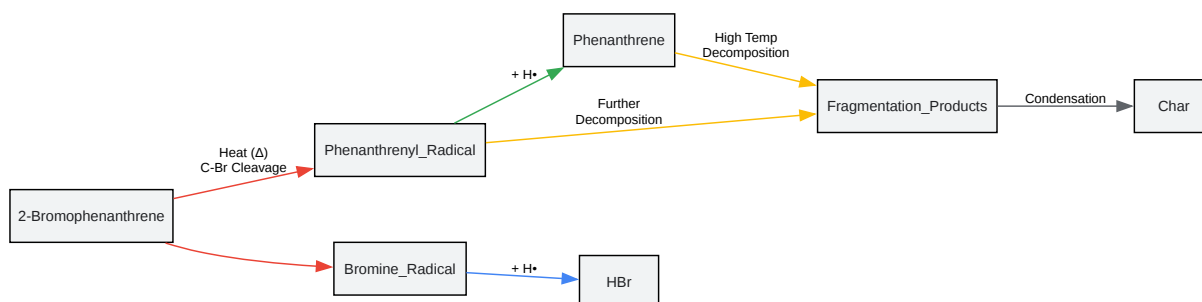 Phenanthrene
High Temp
Decomposition
+ H•
Further
Decomposition
Fragmentation_Products
Condensation
Char
Phenanthrenyl_Radical
Heat (Δ)
C-Br Cleavage
2-Bromophenanthrene
Bromine_Radical
+ H•
HBr